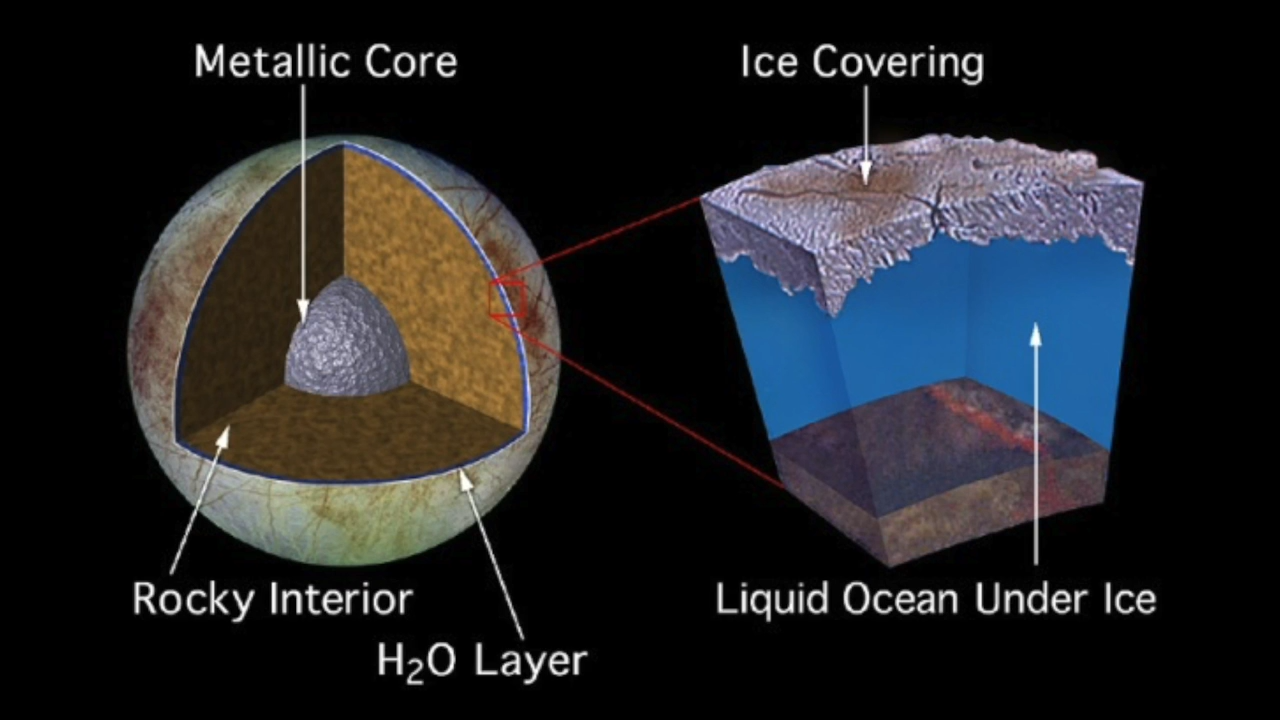 Metallic Core
Ice Covering
Rocky Interior
Liquid Ocean Under Ice
H₂O Layer